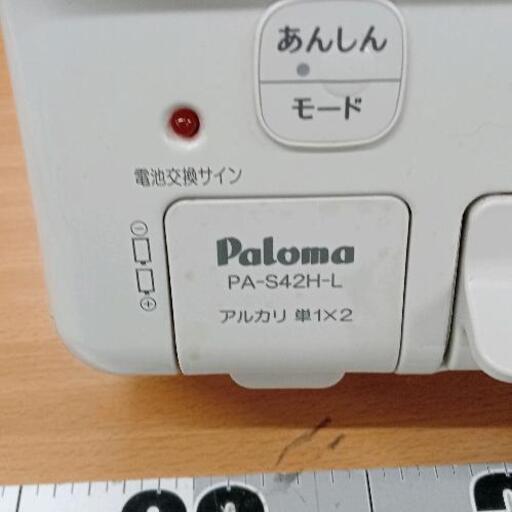 あんしん
モード
電池交換サイン
Paloma
PA-S42H-L
アルカリ 単1×2